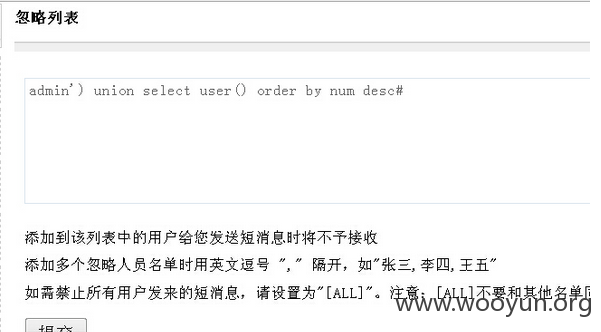 忽略列表
admin') union select user() order by num desc#
添加到该列表中的用户给您发送短消息时将不予接收
添加多个忽略人员名单时用英文逗号 "," 隔开，如"张三,李四,王五"
如需禁止所有用户发来的短消息，请设置为"[ALL]"。注意：[ALL]不要和其他名单同
www.wooyun.org
提交